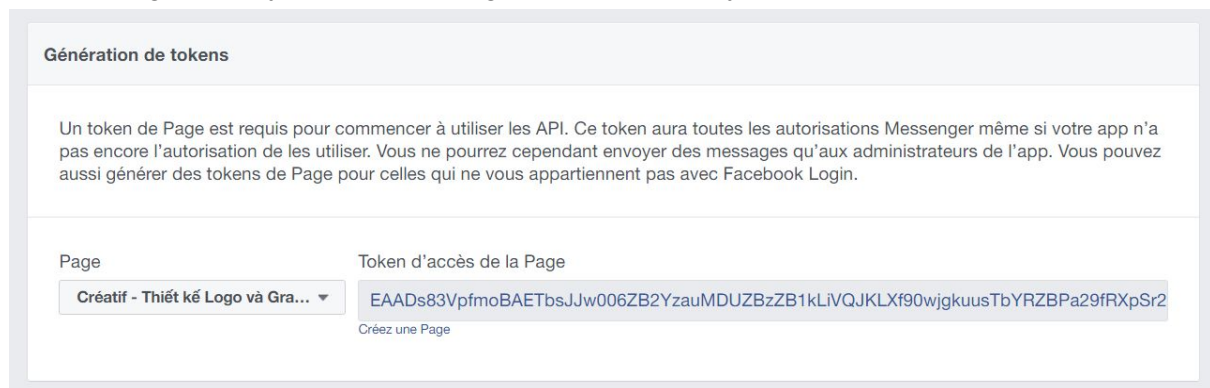 Génération de tokens
Un token de Page est requis pour commencer à utiliser les API. Ce token aura toutes les autorisations Messenger même si votre app n’a
pas encore l’autorisation de les utiliser. Vous ne pourrez cependant envoyer des messages qu’aux administrateurs de l’app. Vous pouvez
aussi générer des tokens de Page pour celles qui ne vous appartiennent pas avec Facebook Login.
Page
Token d’accès de la Page
Créatif - Thiết kế Logo và Gra...
EAADs83VpfmoBAETbsJJw006ZB2YzauMDUZBzZB1kLiVQJKLXf90wjgkuusTbYRZBPa29fRXpSr2
Créez une Page